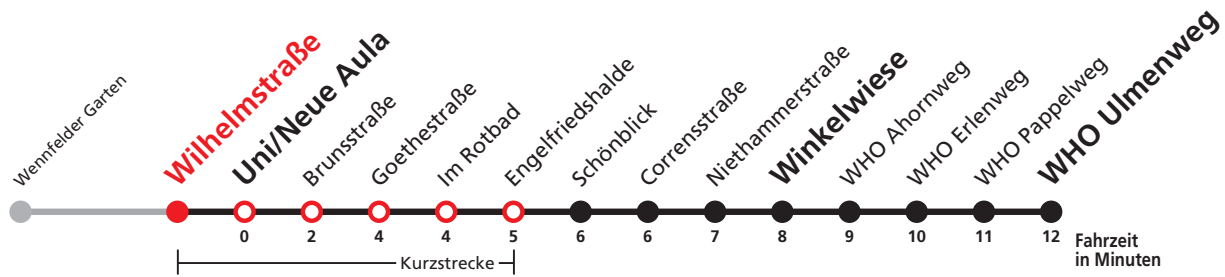 Wennfelder Garten
Wilhelmstraße
Uni/Neue Aula
Brunsstraße
Goethestraße
Im Rotbad
Engelfriedshalde
Schönblick
Corrensstraße
Niethammerstraße
Winkelwiese
WHO Ahornweg
WHO Erlenweg
WHO Pappelweg
WHO Ulmenweg
0 2 4 4 5 6 6 7 8 9 10 11 12
Fahrzeit
in Minuten
Kurzstrecke